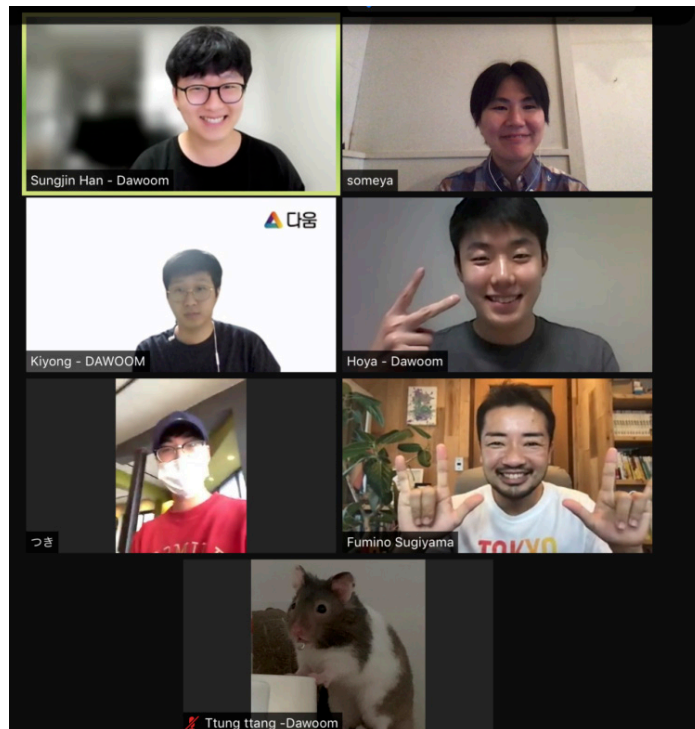 Sungjin Han - Dawoom
someya
다움
Kiyong - DAWOOM
Hoya - Dawoom
つき
Fumino Sugiyama
TOKYO
Ttung ttang -Dawoom